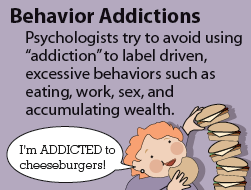 Behavior Addictions
Psychologists try to avoid using
“addiction” to label driven,
excessive behaviors such as
eating, work, sex, and
accumulating wealth.
I'm ADDICTED to
cheeseburgers!